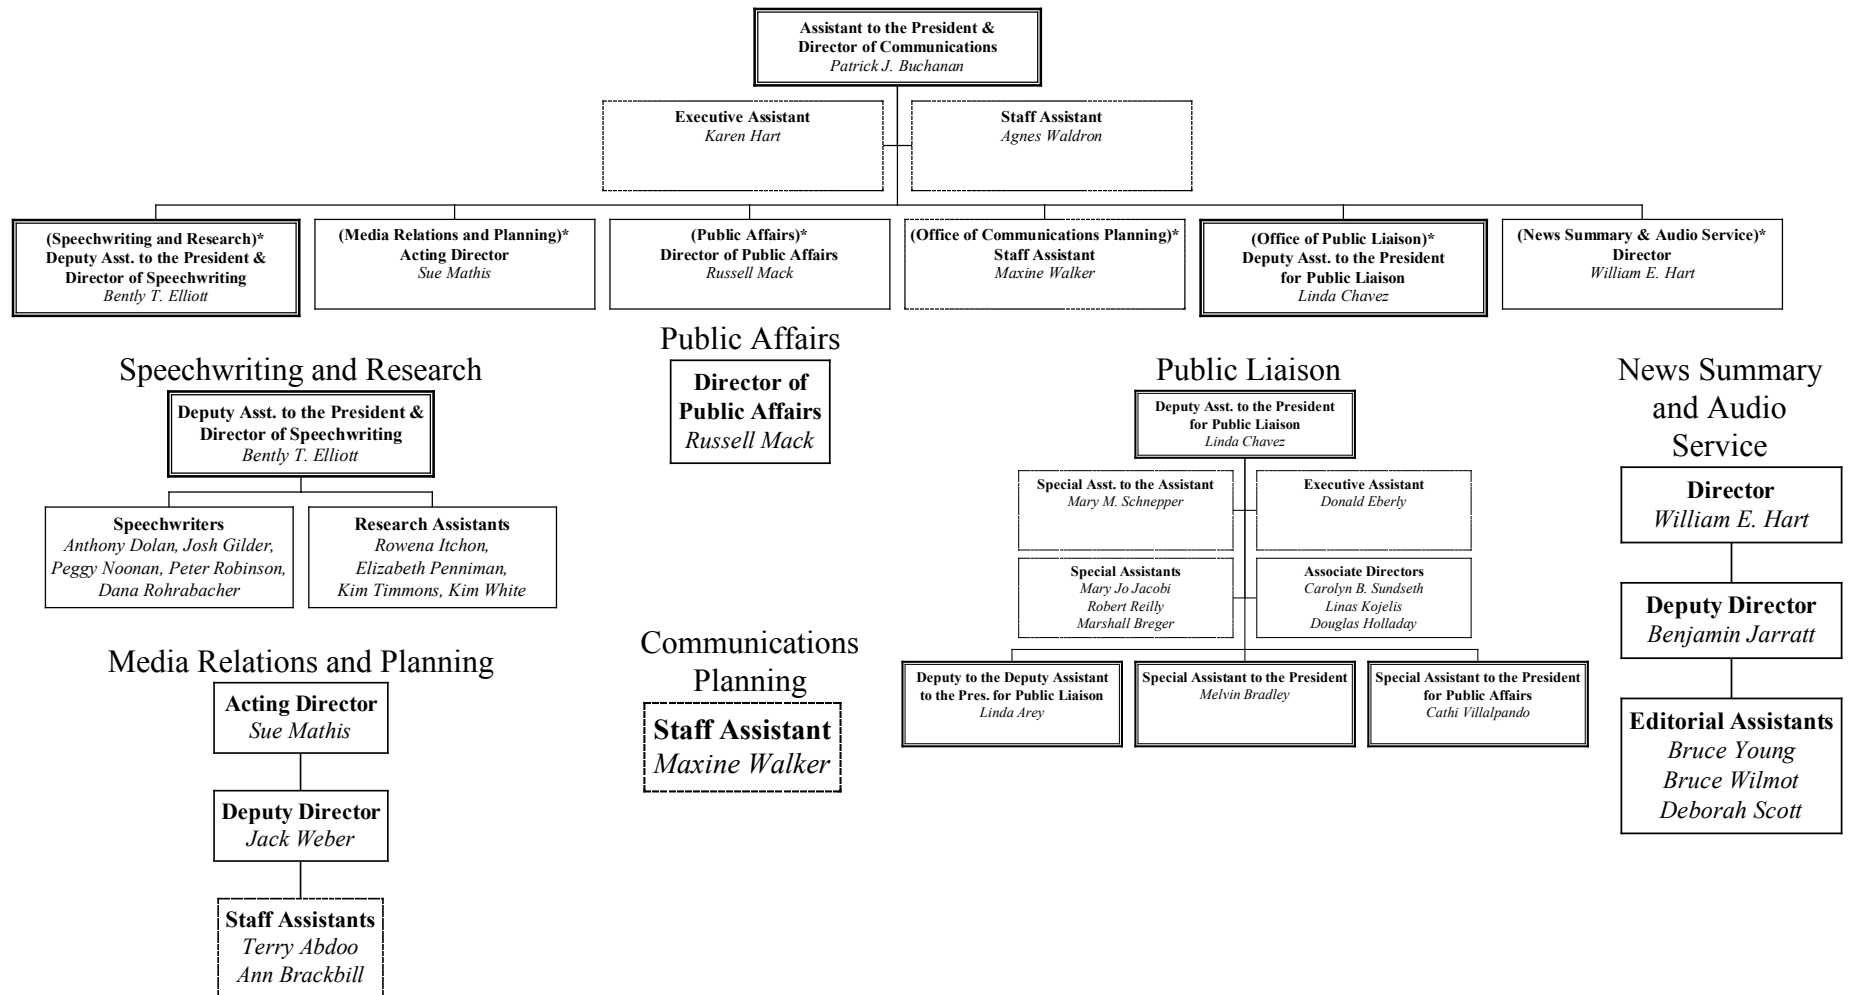 Assistant to the President &
Director of Communications
Patrick J. Buchanan
Executive Assistant
Karen Hart
Staff Assistant
Agnes Waldron
(Speechwriting and Research)*
Deputy Asst. to the President &
Director of Speechwriting
Bently T. Elliott
(Media Relations and Planning)*
Acting Director
Sue Mathis
(Public Affairs)*
Director of Public Affairs
Russell Mack
(Office of Communications Planning)*
Staff Assistant
Maxine Walker
(Office of Public Liaison)*
Deputy Asst. to the President
for Public Liaison
Linda Chavez
(News Summary & Audio Service)*
Director
William E. Hart
Speechwriting and Research
Deputy Asst. to the President &
Director of Speechwriting
Bently T. Elliott
Speechwriters
Anthony Dolan, Josh Gilder,
Peggy Noonan, Peter Robinson,
Dana Rohrabacher
Research Assistants
Rowena Itchon,
Elizabeth Penniman,
Kim Timmons, Kim White
Media Relations and Planning
Acting Director
Sue Mathis
Deputy Director
Jack Weber
Staff Assistants
Terry Abdoo
Ann Brackbill
Public Affairs
Director of
Public Affairs
Russell Mack
Communications
Planning
Staff Assistant
Maxine Walker
Public Liaison
Deputy Asst. to the President
for Public Liaison
Linda Chavez
Special Asst. to the Assistant
Mary M. Schnepper
Executive Assistant
Donald Eberly
Special Assistants
Mary Jo Jacobi
Robert Reilly
Marshall Breger
Associate Directors
Carolyn B. Sundseth
Linas Kojelis
Douglas Holladay
Deputy to the Deputy Assistant
to the Pres. for Public Liaison
Linda Arey
Special Assistant to the President
Melvin Bradley
Special Assistant to the President
for Public Affairs
Cathi Villalpando
News Summary
and Audio
Service
Director
William E. Hart
Deputy Director
Benjamin Jarratt
Editorial Assistants
Bruce Young
Bruce Wilmot
Deborah Scott